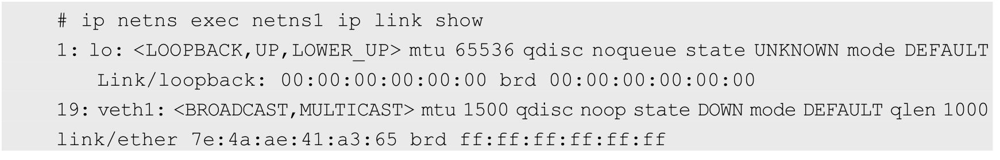 # ip netns exec netns1 ip link show
1: lo: <LOOPBACK,UP,LOWER_UP> mtu 65536 qdisc noqueue state UNKNOWN mode DEFAULT
Link/loopback: 00:00:00:00:00:00 brd 00:00:00:00:00:00
19: veth1: <BROADCAST,MULTICAST> mtu 1500 qdisc noop state DOWN mode DEFAULT qlen 1000
link/ether 7e:4a:ae:41:a3:65 brd ff:ff:ff:ff:ff:ff